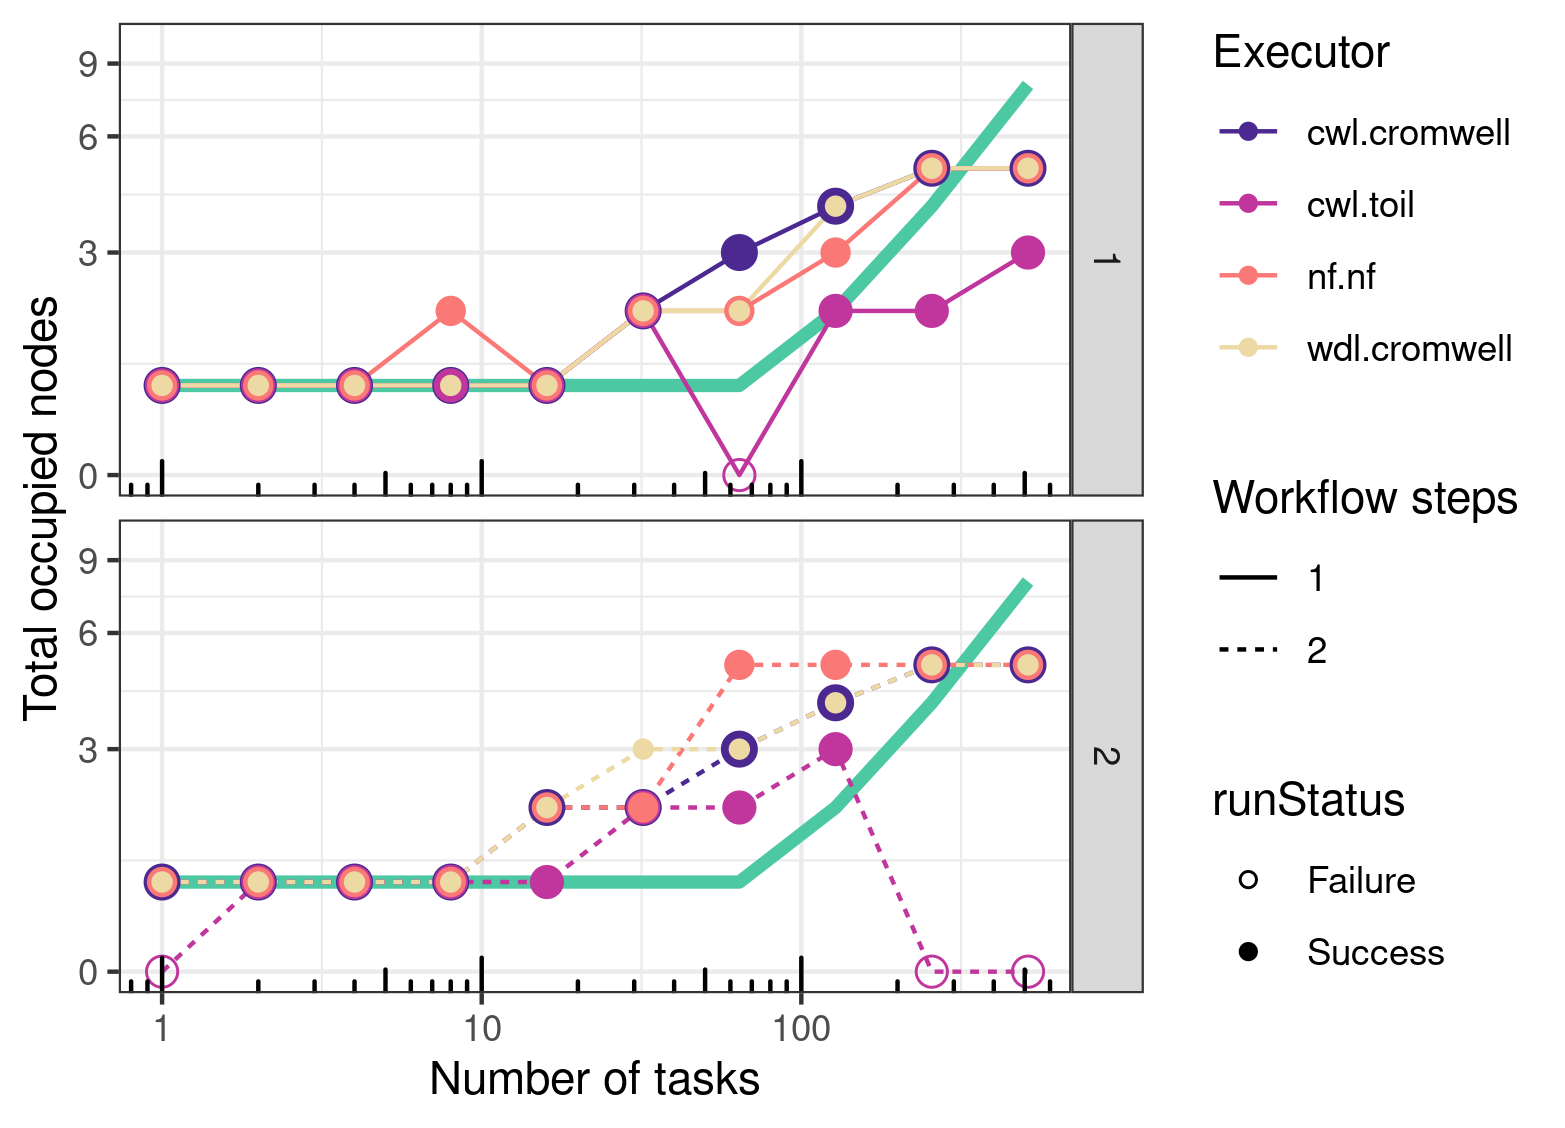 Total occupied nodes
9
6
3
0
1
9
6
3
0
2
1
10
100
Number of tasks
Executor
cwl.cromwell
cwl.toil
nf.nf
wdl.cromwell
Workflow steps
1
2
runStatus
Failure
Success